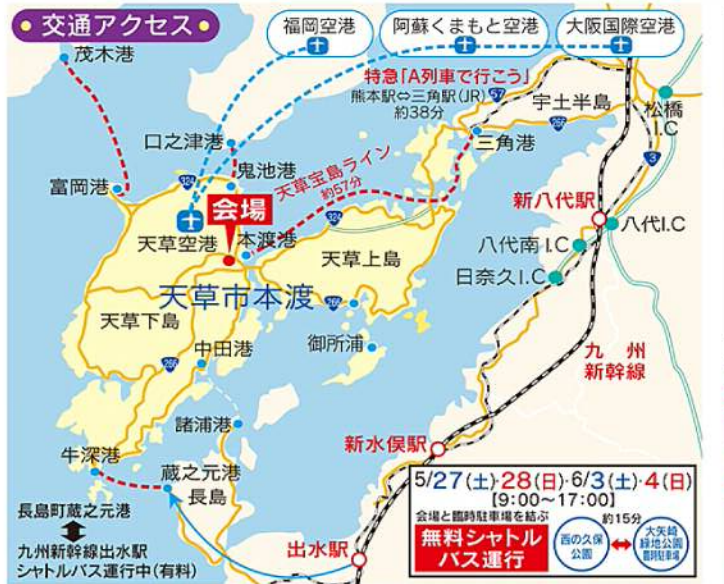 ● 交通アクセス ●
福岡空港
阿蘇くまもと空港
大阪国際空港
茂木港
特急「A列車で行こう」
熊本駅⇔三角駅(JR)
約38分
57
宇土半島
266
松橋
I.C
3
口之津港
三角港
鬼池港
富岡港
324
天草宝島ライン
約57分
会場
324
新八代駅
八代I.C
天草空港
本渡港
天草上島
八代南I.C
日奈久I.C
天草市本渡
266
天草下島
御所浦
中田港
266
九州
新幹線
諸浦港
新水俣駅
牛深港
蔵之元港
長島
長島町蔵之元港
九州新幹線出水駅
シャトルバス運行中(有料)
出水駅
5/27(土)・28(日)・6/3(土)・4(日)
【9:00〜17:00】
会場と臨時駐車場を結ぶ
約15分
無料シャトル
バス運行
西の久保
公園
大矢崎
緑地公園
臨時駐車場